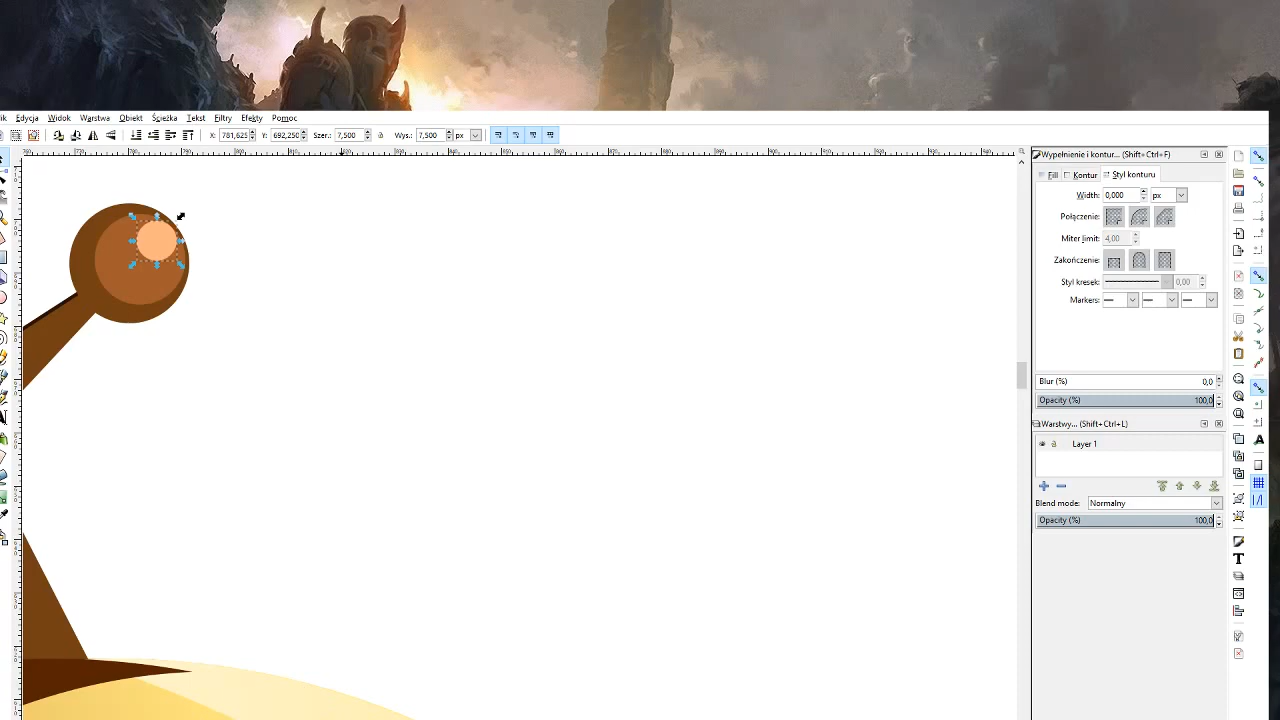 ik Edycja Widok Warstwa Obiekt Ścieżka Tekst Filtry Efekty Pomoc
X: 781,625 Y: 692,250 Szer.: 7,500 Wys.: 7,500 px
Wypełnienie i kontur... (Shift+Ctrl+F)
Fill Kontur Styl konturu
Width: 0,000 px
Połączenie:
Miter limit: 4,00
Zakończenie:
Styl kresek: 0,00
Markers:
Blur (%) 0,0
Opacity (%) 100,0
Warstwy... (Shift+Ctrl+L)
Layer 1
Blend mode: Normalny
Opacity (%) 100,0